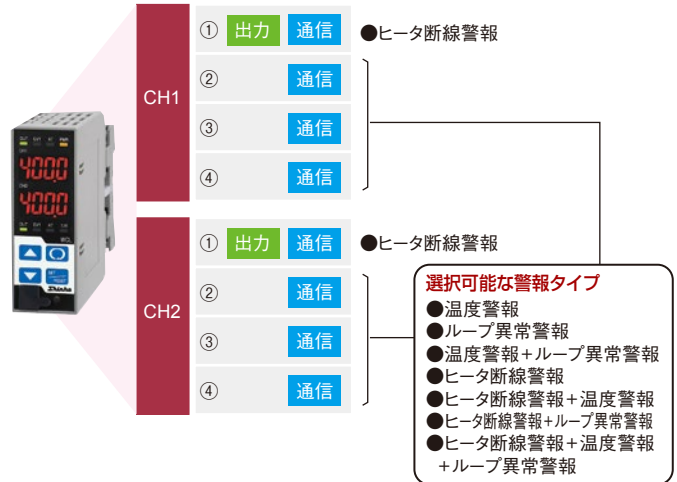 ① 出力 通信 ●ヒータ断線警報
② 通信
CH1
③ 通信
④ 通信
400.0
400.0
① 出力 通信 ●ヒータ断線警報
② 通信
CH2
③ 通信
④ 通信
選択可能な警報タイプ
●温度警報
●ループ異常警報
●温度警報+ループ異常警報
●ヒータ断線警報
●ヒータ断線警報+温度警報
●ヒータ断線警報+ループ異常警報
●ヒータ断線警報+温度警報
+ループ異常警報
Shinko